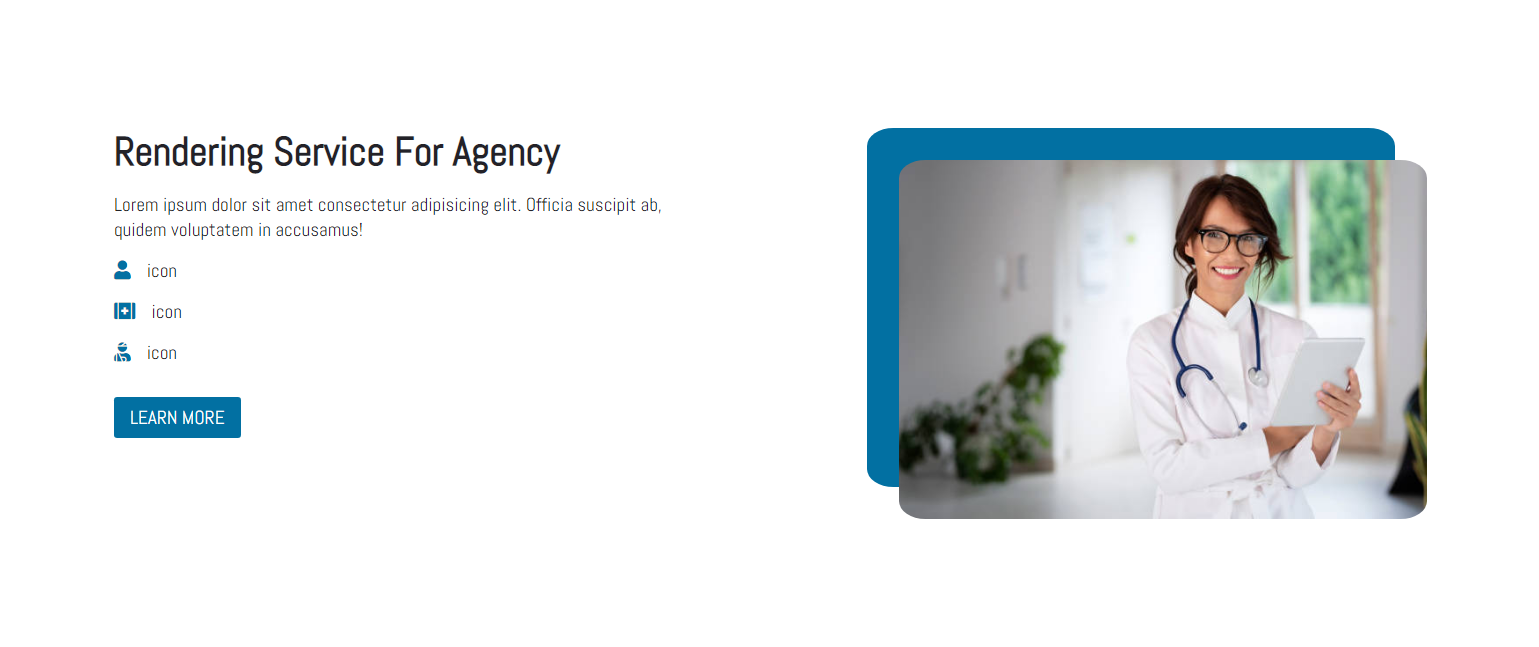 Rendering Service For Agency
Lorem ipsum dolor sit amet consectetur adipisicing elit. Officia suscipit ab,
quidem voluptatem in accusamus!
icon
icon
icon
LEARN MORE